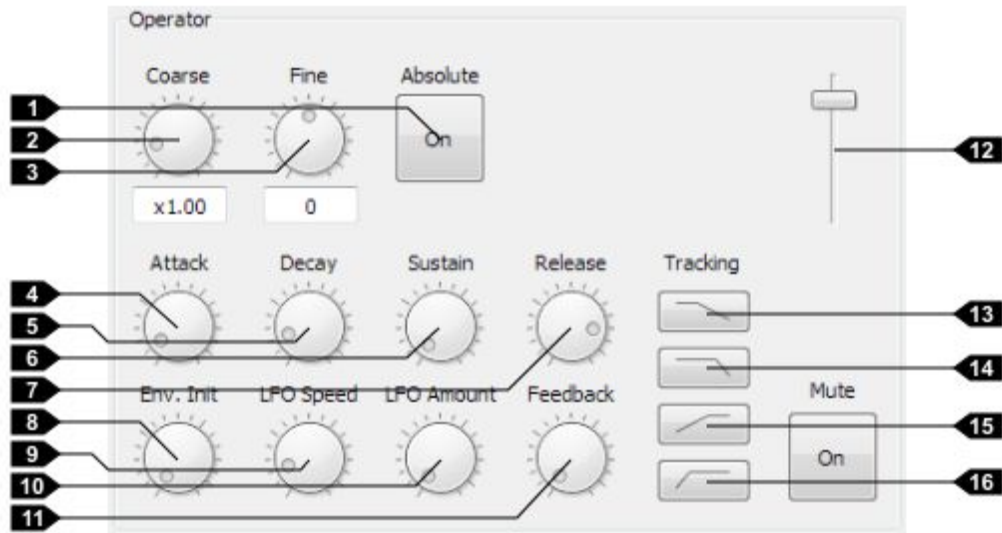 Operator
Coarse Fine Absolute
1
On
2
3
12
x1.00 0
Attack Decay Sustain Release Tracking
4
5
6
7
13
14
Env. Init LFO Speed LFO Amount Feedback Mute
8
9
10
11
15
On
16